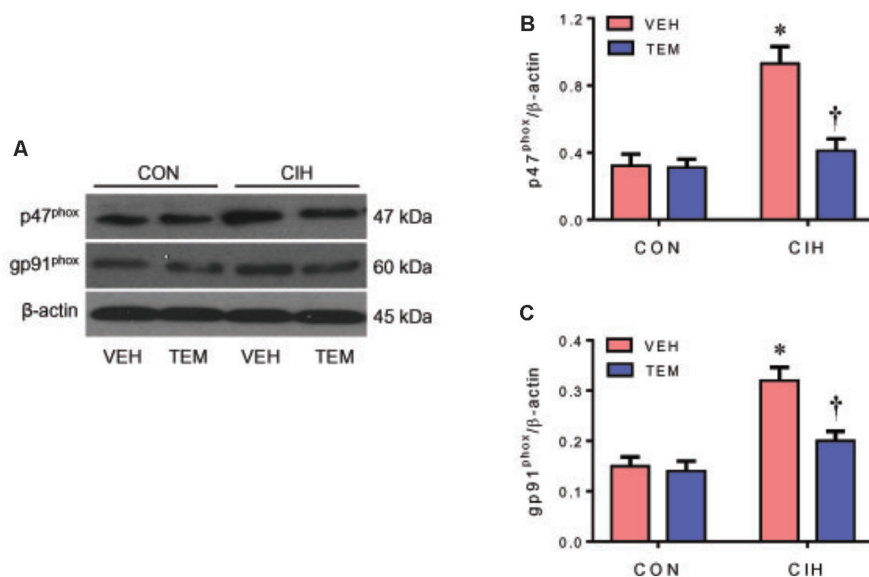 A
CON CIH
p47phox 47 kDa
gp91phox 60 kDa
β-actin 45 kDa
VEH TEM VEH TEM
B
VEH
TEM
p47phox/β-actin
1.2
0.8
0.4
0.0
*
†
CON CIH
C
VEH
TEM
gp91phox/β-actin
0.4
0.3
0.2
0.1
0.0
*
†
CON CIH